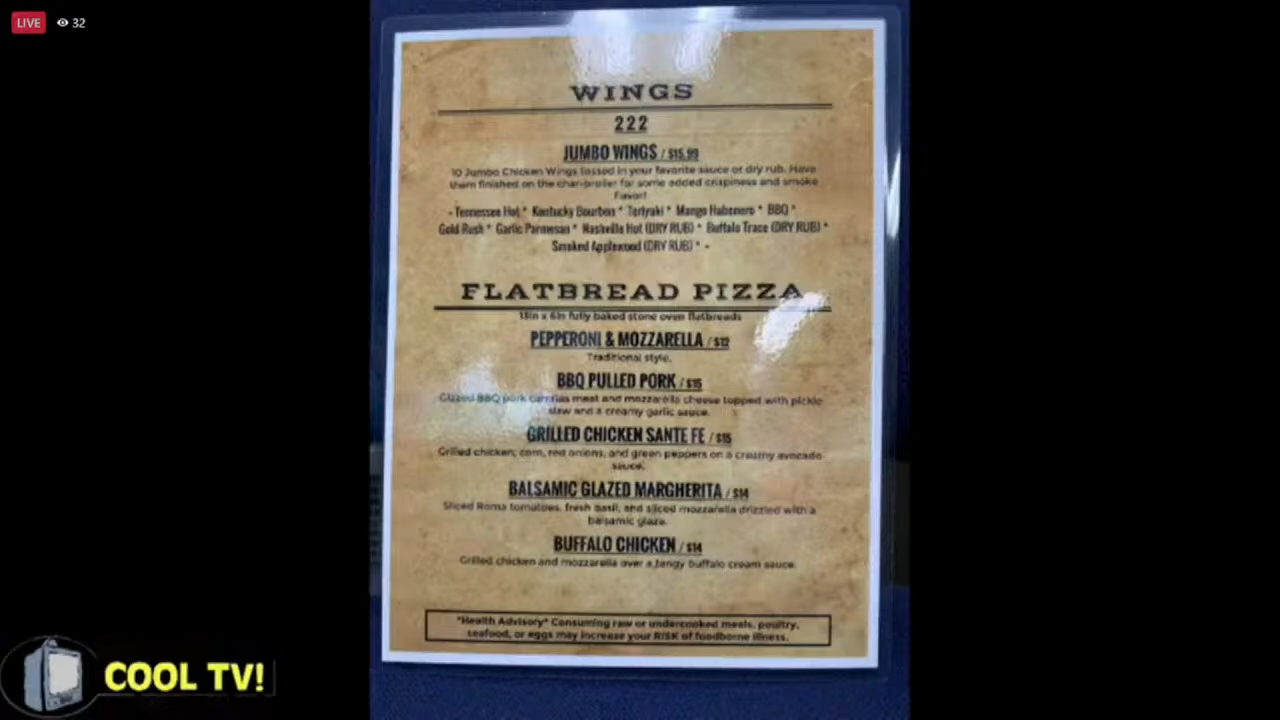 LIVE 32
WINGS
222
JUMBO WINGS / $15.99
10 Jumbo Chicken Wings tossed in your favorite sauce or dry rub. Have
them finished on the char-broiler for some added crispiness and smoke
flavor!
- Tennessee Hot * Kentucky Bourbon * Teriyaki * Mango Habenero * BBQ *
Gold Rush * Garlic Parmesan * Nashville Hot (DRY RUB) * Buffalo Trace (DRY RUB) *
Smoked Applewood (DRY RUB) * -
FLATBREAD PIZZA
13in x 6in fully baked stone oven flatbreads
PEPPERONI & MOZZARELLA / $12
Traditional style.
BBQ PULLED PORK / $15
BBQ pork carnitas meat and mozzarella cheese topped with pickle
slaw and a creamy garlic sauce.
GRILLED CHICKEN SANTE FE / $15
Grilled chicken, corn, red onions, and green peppers on a creamy avocado
sauce.
BALSAMIC GLAZED MARGHERITA / $14
Sliced Roma tomatoes, fresh basil, and sliced mozzarella drizzled with a
balsamic glaze.
BUFFALO CHICKEN / $14
Grilled chicken and mozzarella over a tangy buffalo cream sauce.
*Health Advisory* Consuming raw or undercooked meats, poultry,
seafood, or eggs may increase your RISK of foodborne illness.
COOL TV!